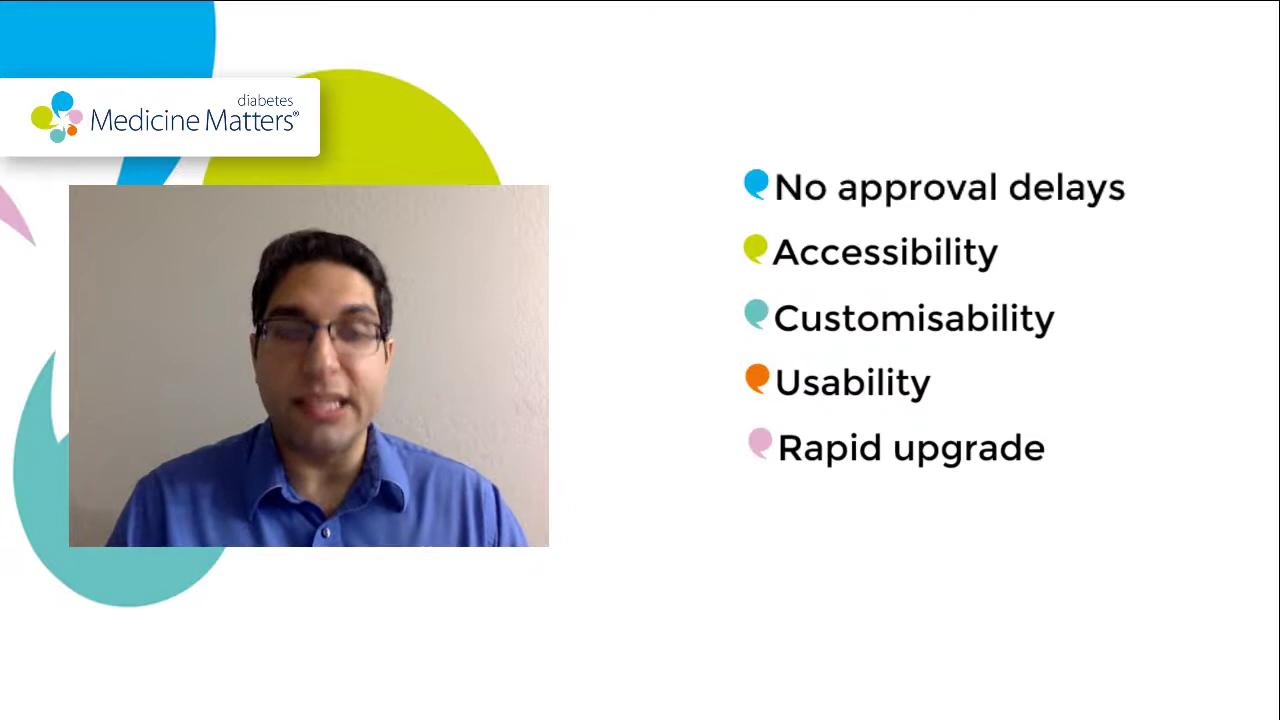 diabetes
Medicine Matters®
No approval delays
Accessibility
Customisability
Usability
Rapid upgrade